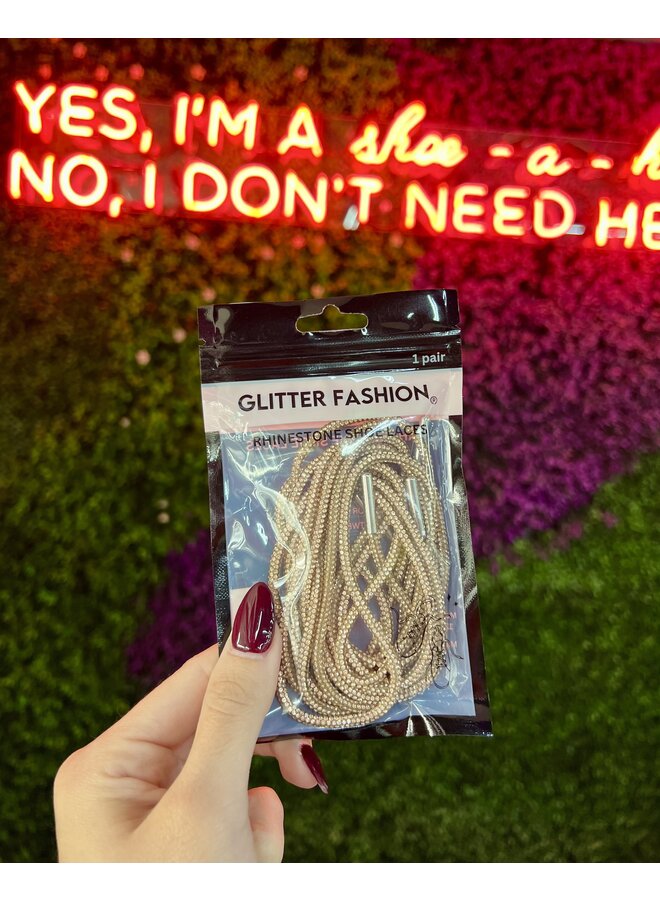 YES, I'M A shoe - a -
NO, I DON'T NEED HE
1 pair
GLITTER FASHION®
RHINESTONE SHOE LACES